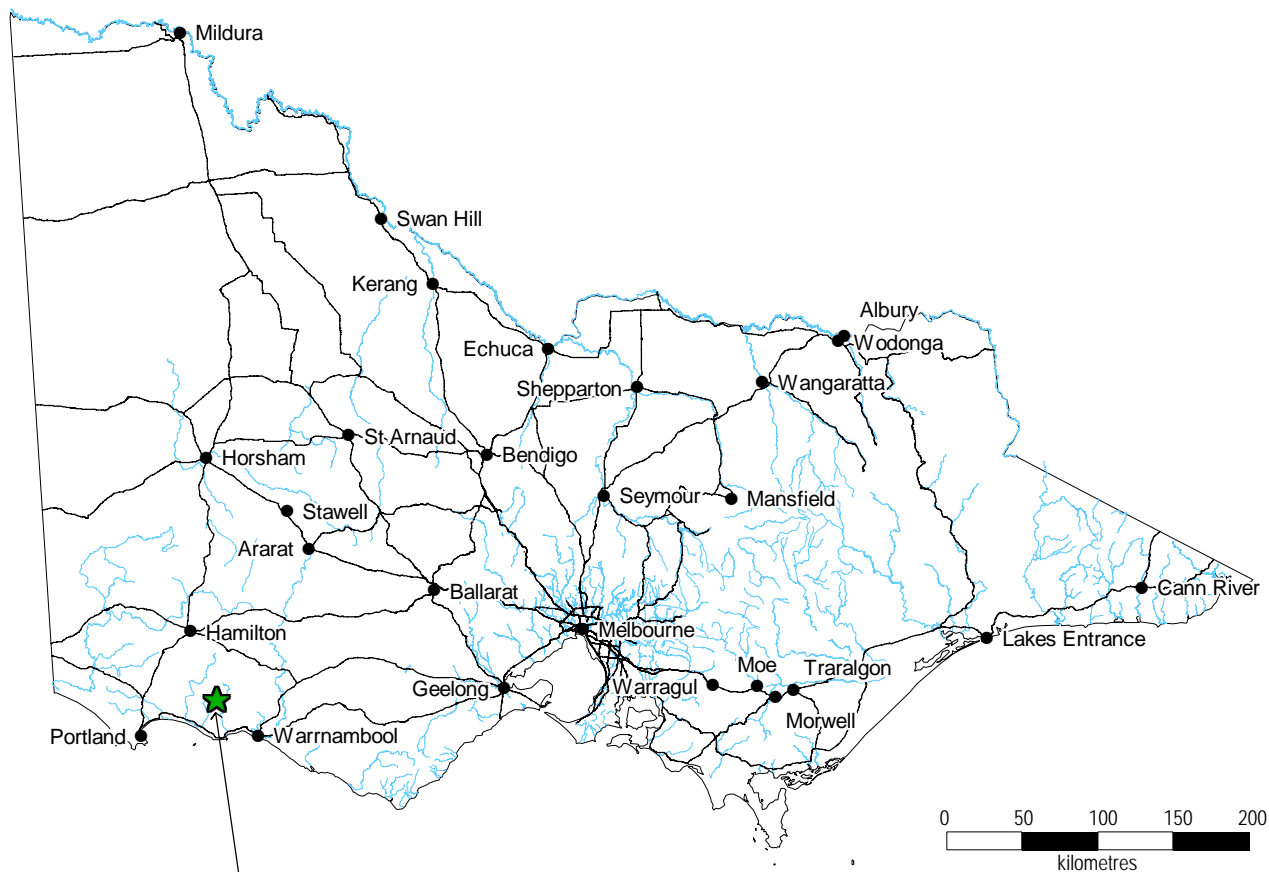 Mildura
Swan Hill
Kerang
Albury
Echuca
Wodonga
Shepparton
Wangaratta
St Arnaud
Horsham
Bendigo
Seymour
Mansfield
Stawell
Ararat
Ballarat
Cann River
Hamilton
Melbourne
Lakes Entrance
Moe
Traralgon
Geelong
Warragul
Morwell
Portland
Warrnambool
0 50 100 150 200
kilometres